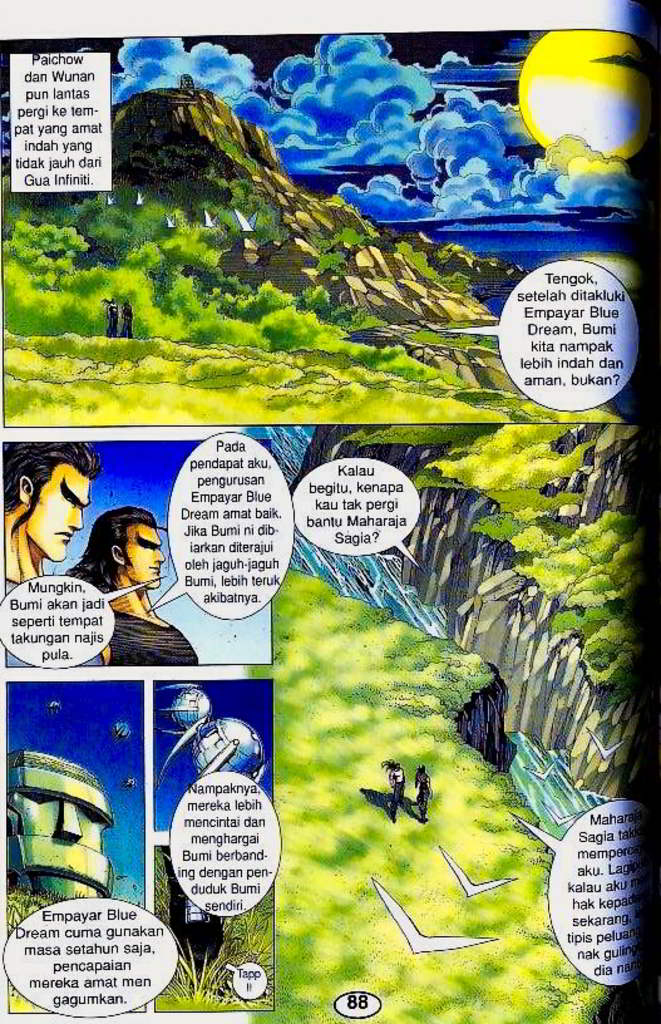 Paichow
dan Wunan
pun lantas
pergi ke tem-
pat yang amat
indah yang
tidak jauh dari
Gua Infiniti.
Tengok,
setelah ditakluki
Empayar Blue
Dream, Bumi
kita nampak
lebih indah dan
aman, bukan?
Pada
pendapat aku,
pengurusan
Empayar Blue
Dream amat baik.
Jika Bumi ni dib-
iarkan diterajui
oleh jaguh-jaguh
Bumi, lebih teruk
akibatnya.
Mungkin,
Bumi akan jadi
seperti tempat
takungan najis
pula.
Kalau
begitu, kenapa
kau tak pergi
bantu Maharaja
Sagia?
Maharaja
Sagia
aku.
kalau aku
hak
sekarang,
tipis
nak
dia
Empayar Blue
Dream cuma gunakan
masa setahun saja,
pencapaian
mereka amat men
gagumkan.
Nampaknya,
mereka lebih
mencintai dan
menghargai
Bumi berband-
ing dengan pen-
duduk Bumi
sendiri.
Tapp
!!
88